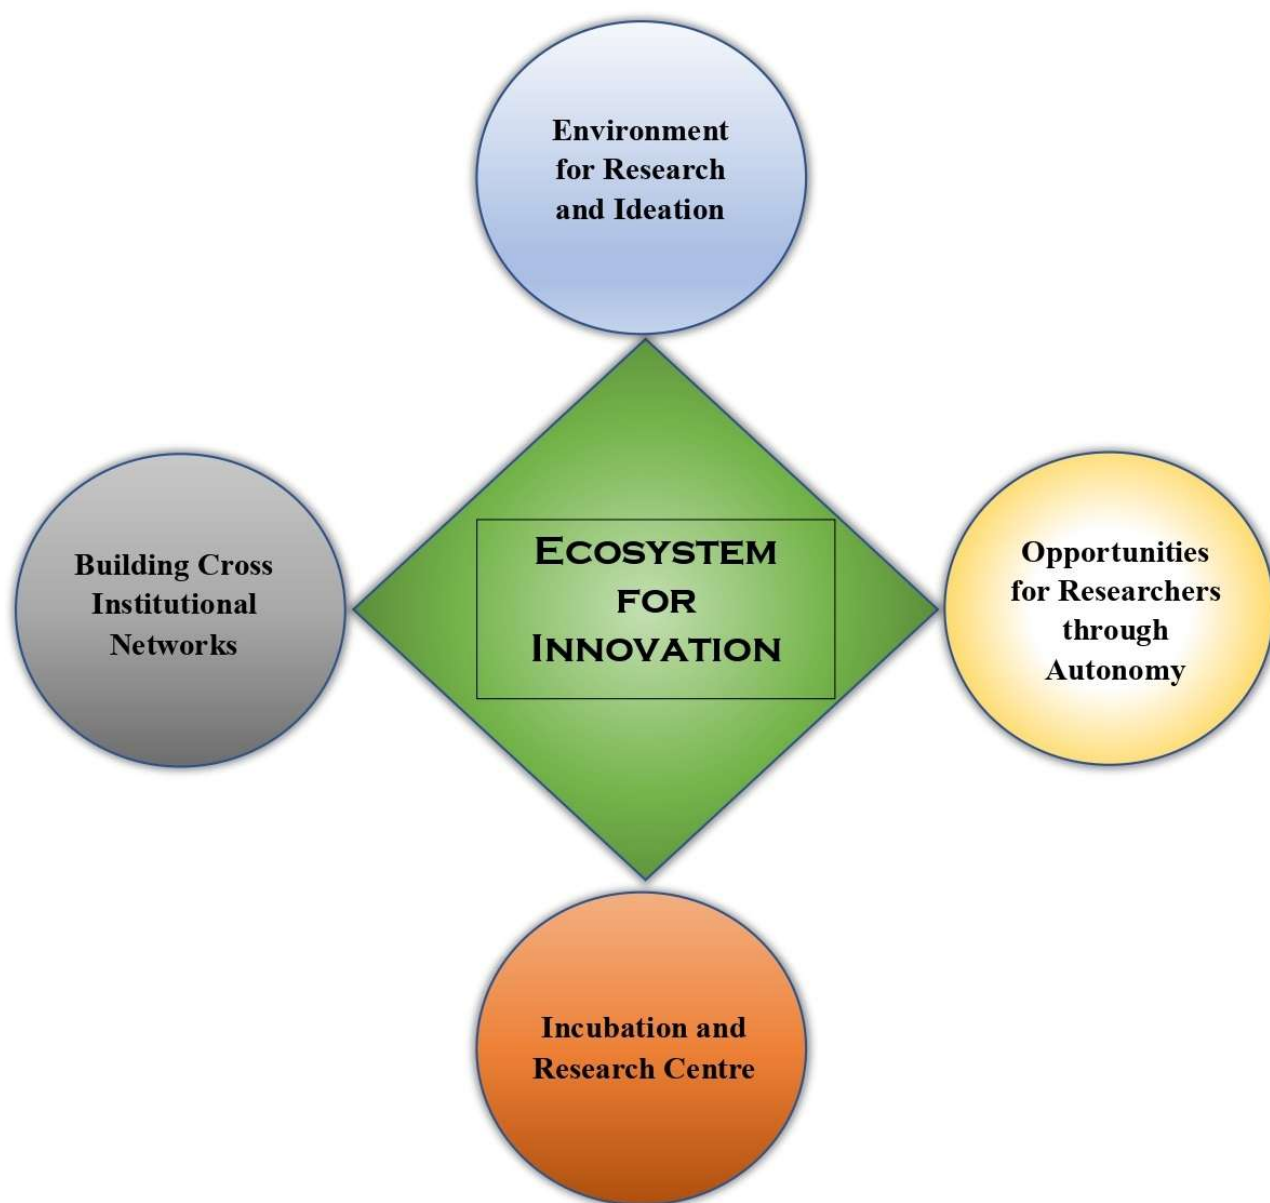 Environment
for Research
and Ideation
Building Cross
Institutional
Networks
Ecosystem
for
Innovation
Opportunities
for Researchers
through
Autonomy
Incubation and
Research Centre